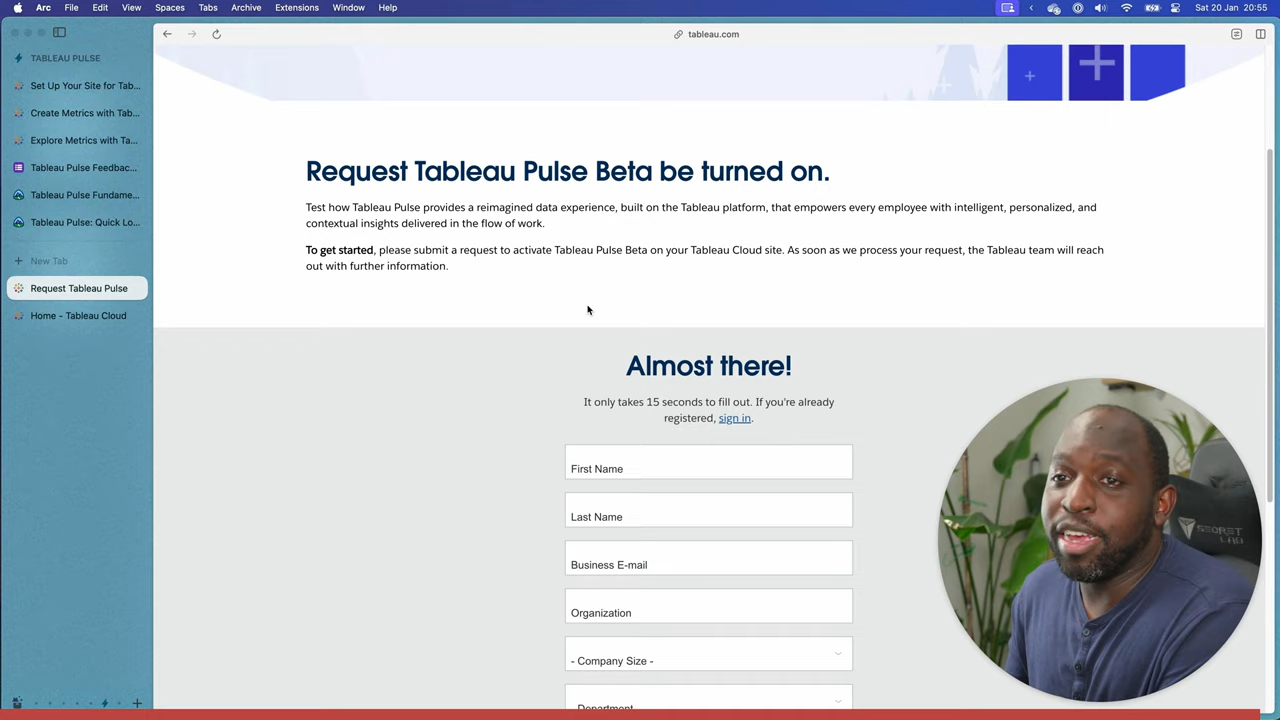 Arc File Edit View Spaces Tabs Archive Extensions Window Help
Sat 20 Jan 20:55
tableau.com
TABLEAU PULSE
Set Up Your Site for Tab...
Create Metrics with Tab...
Explore Metrics with Ta...
Tableau Pulse Feedbac...
Tableau Pulse Fundame...
Tableau Pulse: Quick Lo...
New Tab
Request Tableau Pulse
Home - Tableau Cloud
Request Tableau Pulse Beta be turned on.
Test how Tableau Pulse provides a reimagined data experience, built on the Tableau platform, that empowers every employee with intelligent, personalized, and
contextual insights delivered in the flow of work.
To get started, please submit a request to activate Tableau Pulse Beta on your Tableau Cloud site. As soon as we process your request, the Tableau team will reach
out with further information.
Almost there!
It only takes 15 seconds to fill out. If you're already
registered, sign in.
First Name
Last Name
Business E-mail
Organization
- Company Size -
Department
SECRET
LAB